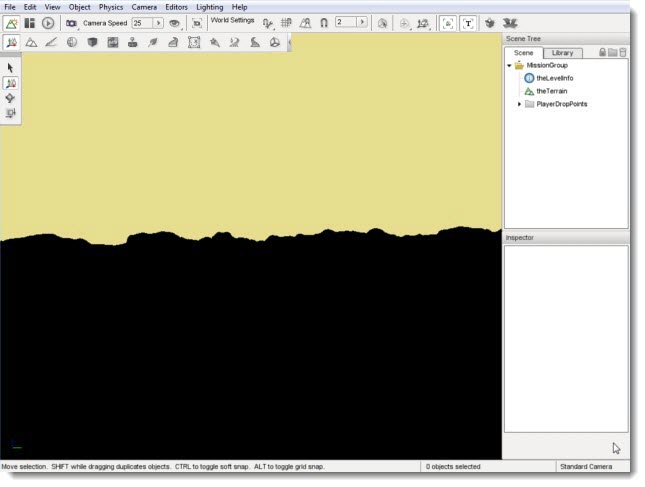 File Edit View Object Physics Camera Editors Lighting Help
Camera Speed 25 World Settings 2 T
Scene Tree
Scene Library
MissionGroup
theLevelInfo
theTerrain
PlayerDropPoints
Inspector
Move selection. SHIFT while dragging duplicates objects. CTRL to toggle soft snap. ALT to toggle grid snap. 0 objects selected Standard Camera